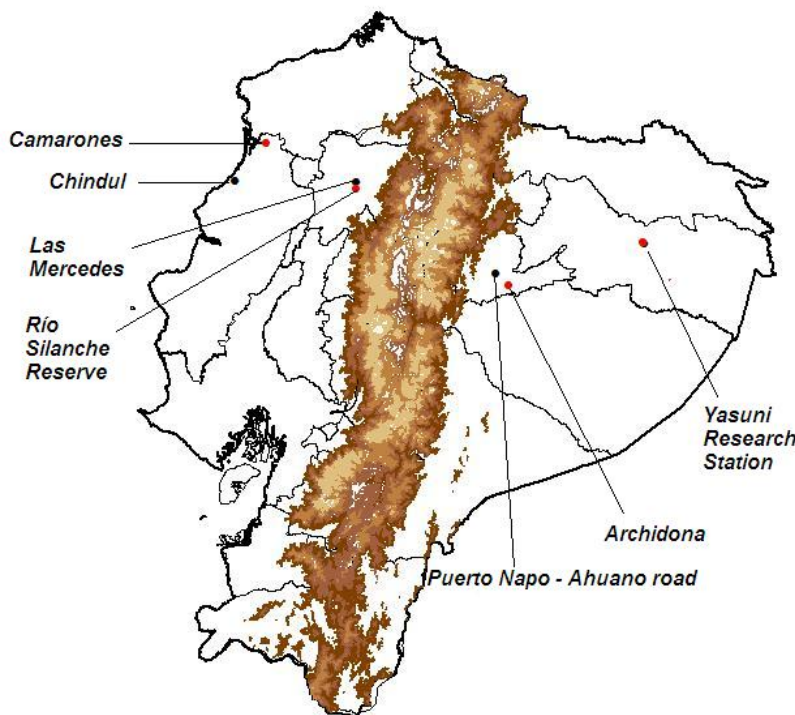 Camarones
Chindul
Las
Mercedes
Río
Silanche
Reserve
Yasuni
Research
Station
Archidona
Puerto Napo - Ahuano road